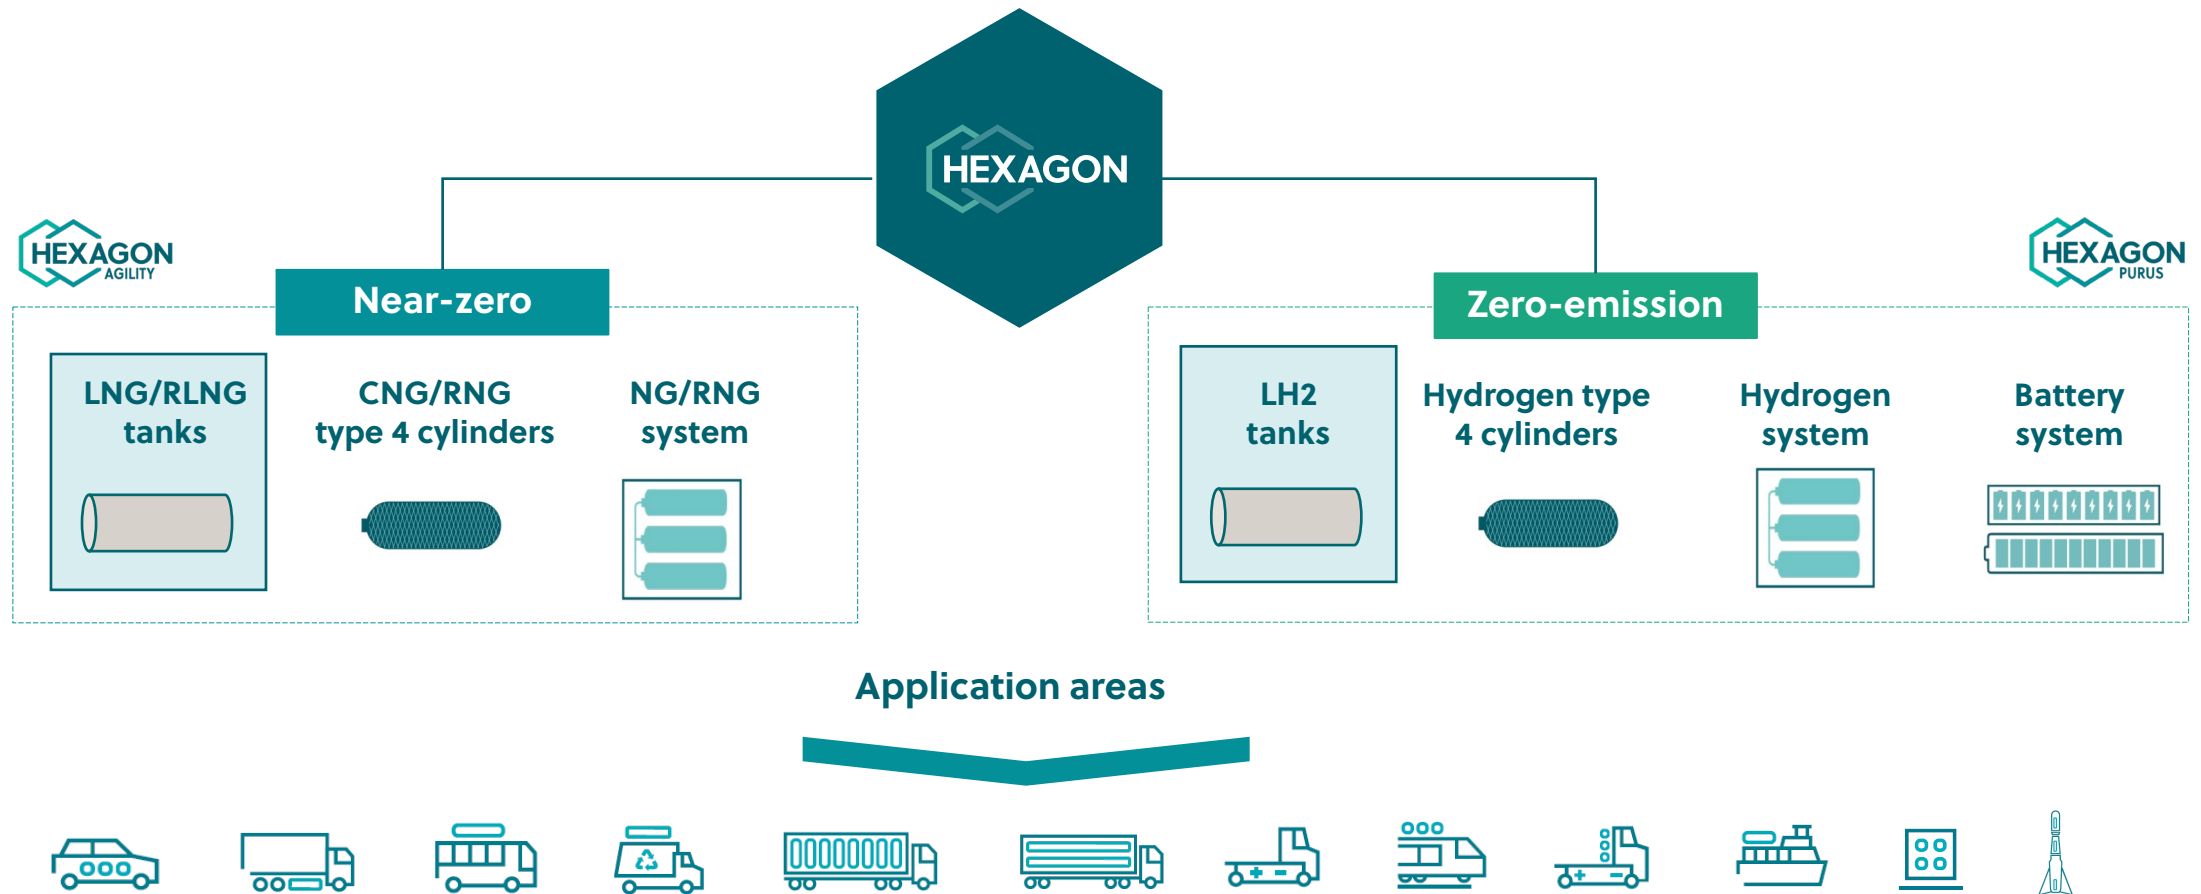 HEXAGON
HEXAGON
AGILITY
HEXAGON
PURUS
Near-zero
Zero-emission
LNG/RLNG
tanks
CNG/RNG
type 4 cylinders
NG/RNG
system
LH2
tanks
Hydrogen type
4 cylinders
Hydrogen
system
Battery
system
Application areas